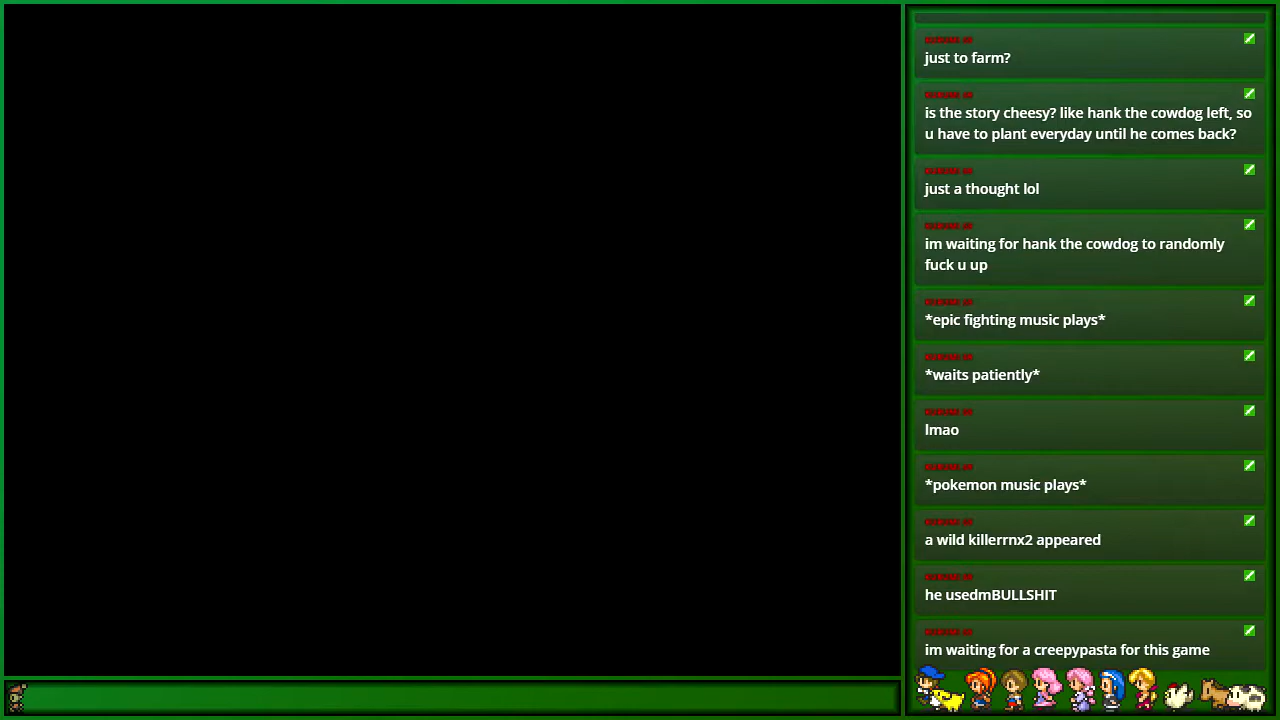 just to farm?
is the story cheesy? like hank the cowdog left, so
u have to plant everyday until he comes back?
just a thought lol
im waiting for hank the cowdog to randomly
fuck u up
*epic fighting music plays*
*waits patiently*
lmao
*pokemon music plays*
a wild killerrnx2 appeared
he usedmBULLSHIT
im waiting for a creepypasta for this game